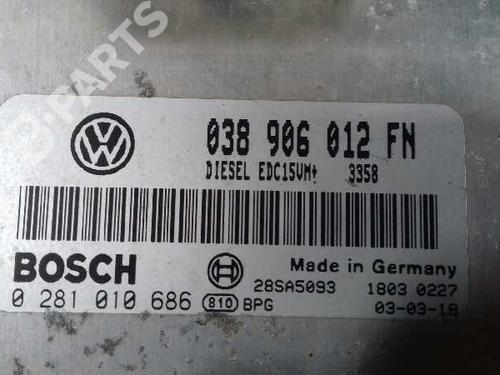 B-PARTS
038 906 012 FN
DIESEL EDC15VM+ 3358
BOSCH
Made in Germany
28SA5093 1803 0227
0 281 010 686 810 BPG 03-03-18